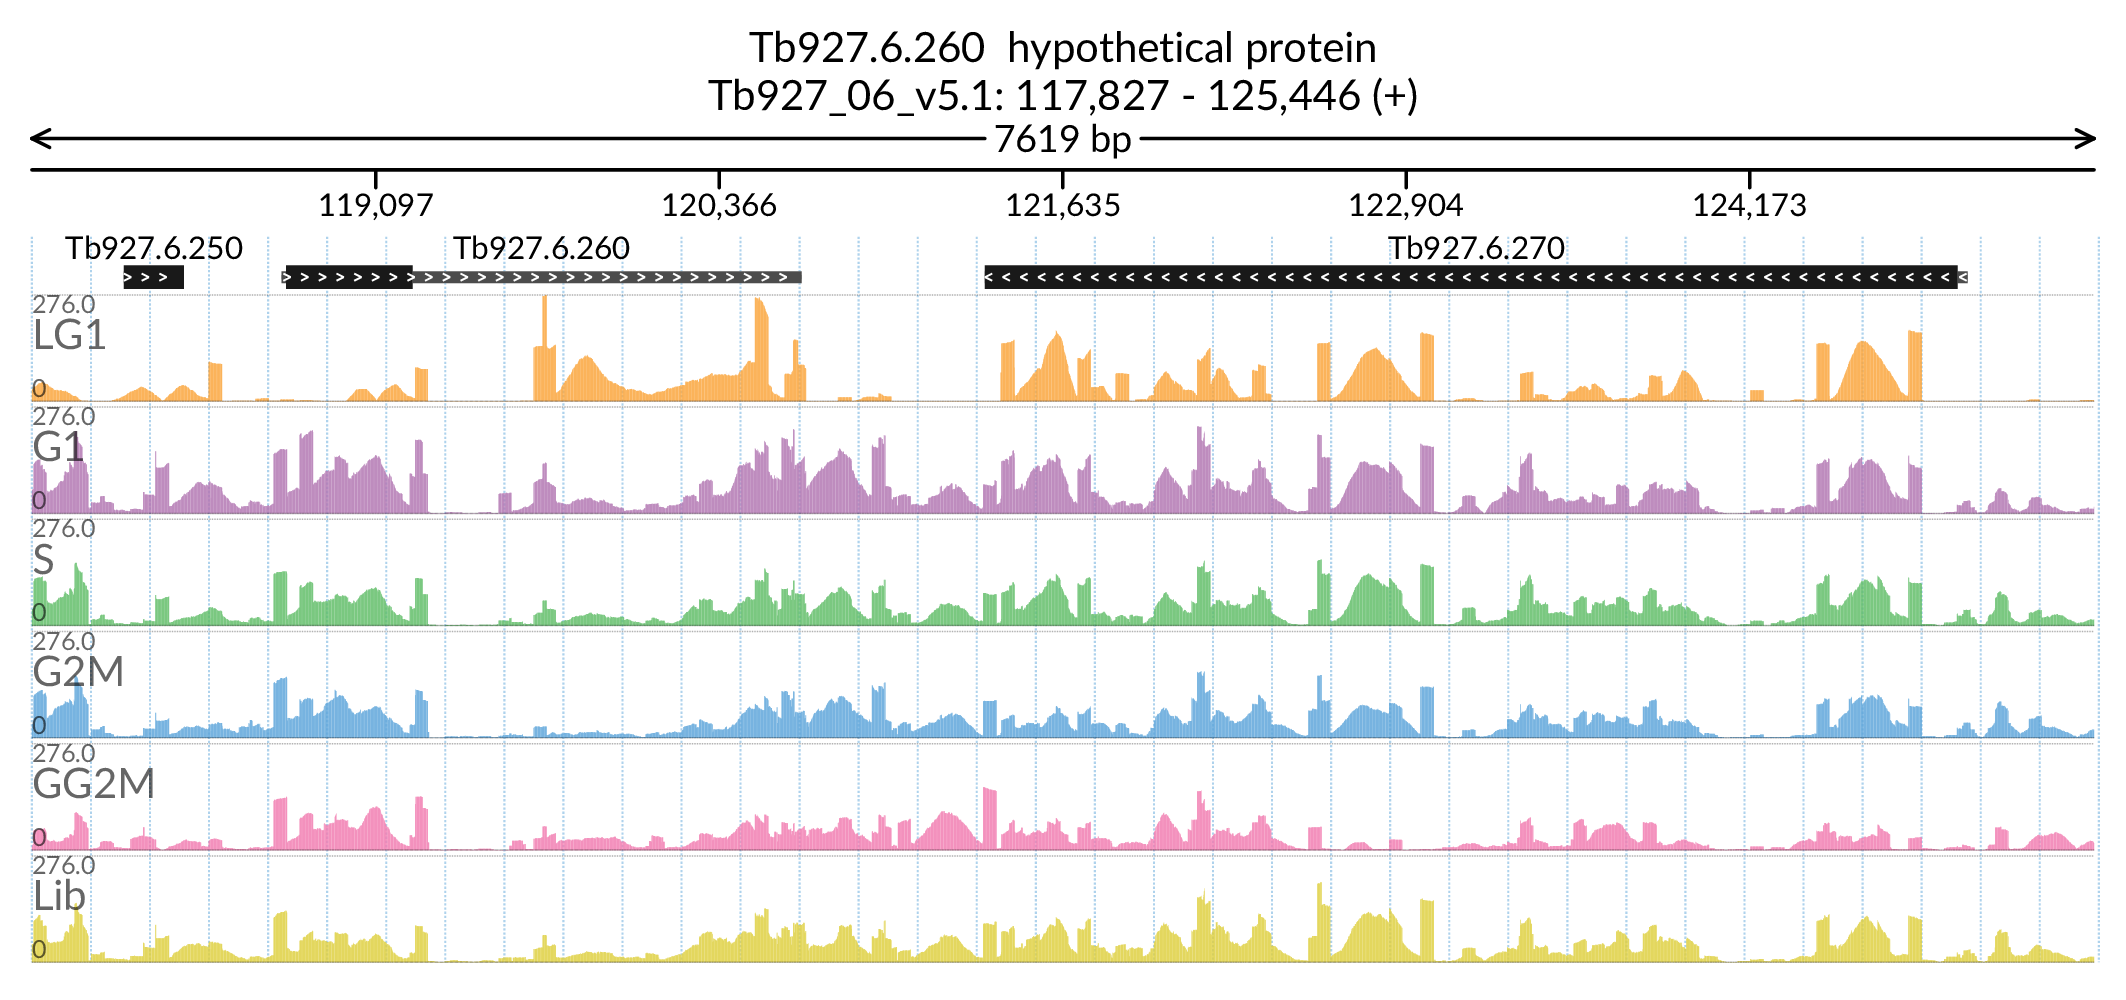 Tb927.6.260 hypothetical protein
Tb927_06_v5.1: 117,827 - 125,446 (+)
7619 bp
119,097 120,366 121,635 122,904 124,173
Tb927.6.250 Tb927.6.260 Tb927.6.270
276.0
LG1
0
276.0
G1
0
276.0
S
0
276.0
G2M
0
276.0
GG2M
0
276.0
Lib
0